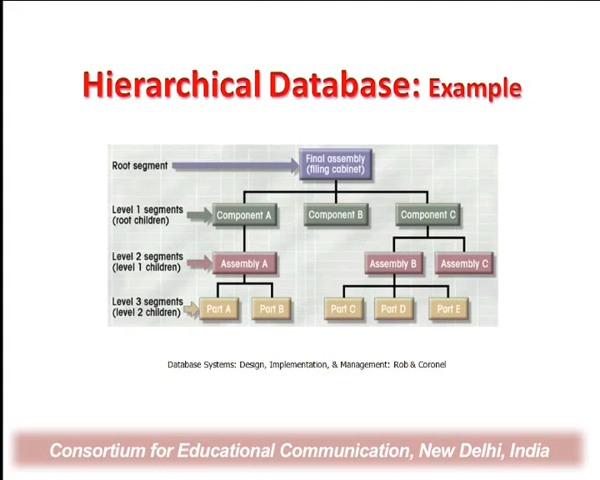 Hierarchical Database: Example
Root segment
Final assembly
(filing cabinet)
Level 1 segments
(root children)
Component A
Component B
Component C
Level 2 segments
(level 1 children)
Assembly A
Assembly B
Assembly C
Level 3 segments
(level 2 children)
Part A
Part B
Part C
Part D
Part E
Database Systems: Design, Implementation, & Management: Rob & Coronel
Consortium for Educational Communication, New Delhi, India